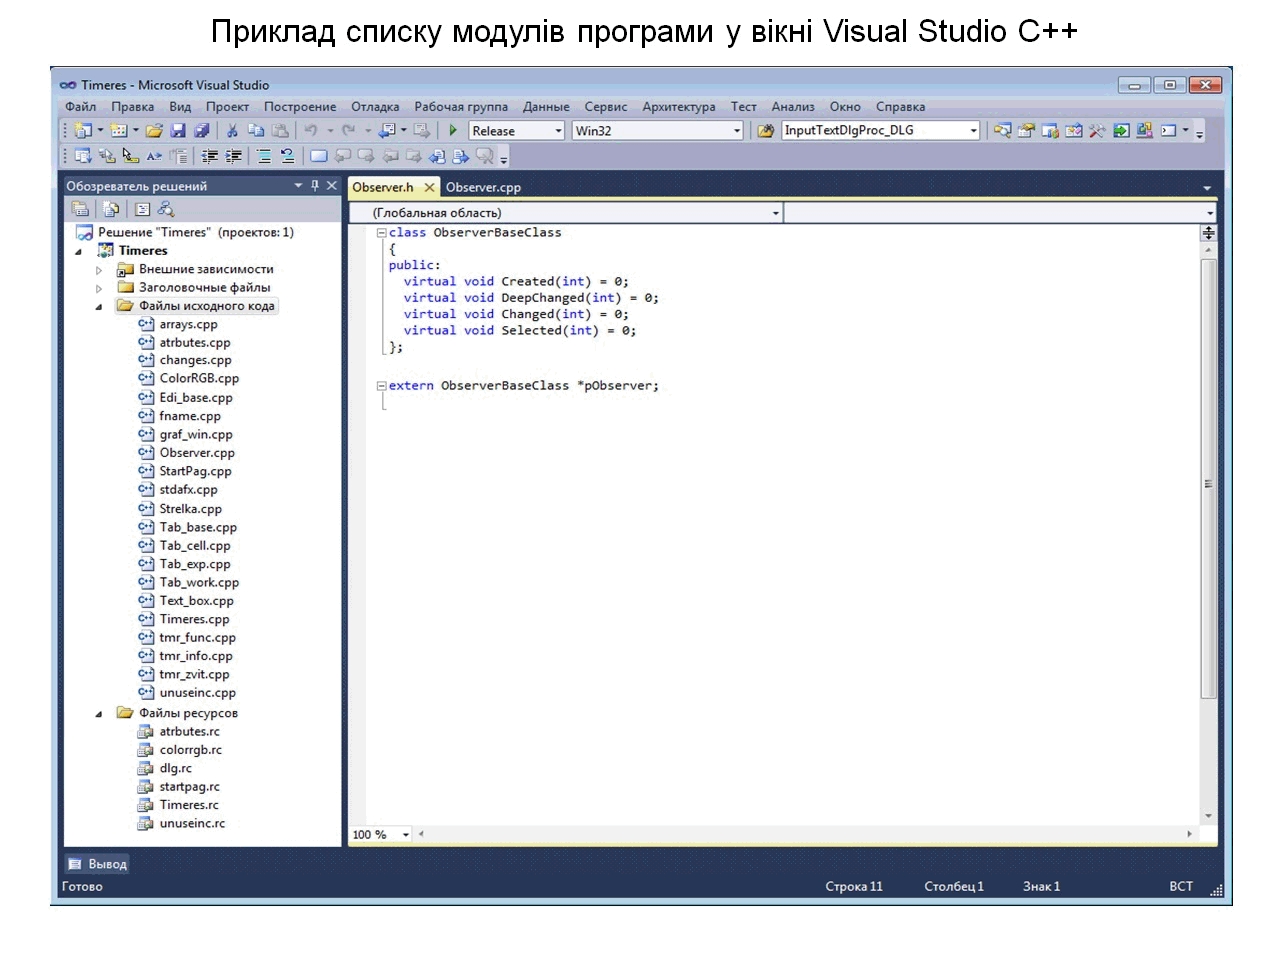 Приклад списку модулів програми у вікні Visual Studio C++
Timeres - Microsoft Visual Studio
Файл Правка Вид Проект Построение Отладка Рабочая группа Данные Сервис Архитектура Тест Анализ Окно Справка
Release Win32 InputTextDlgProc_DLG
Обозреватель решений
Observer.h Observer.cpp
(Глобальная область)
Решение "Timeres" (проектов: 1)
Timeres
Внешние зависимости
Заголовочные файлы
Файлы исходного кода
arrays.cpp
atrbutes.cpp
changes.cpp
ColorRGB.cpp
Edi_base.cpp
fname.cpp
graf_win.cpp
Observer.cpp
StartPag.cpp
stdafx.cpp
Strelka.cpp
Tab_base.cpp
Tab_cell.cpp
Tab_exp.cpp
Tab_work.cpp
Text_box.cpp
Timeres.cpp
tmr_func.cpp
tmr_info.cpp
tmr_zvit.cpp
unuseinc.cpp
Файлы ресурсов
atrbutes.rc
colorrgb.rc
dlg.rc
startpag.rc
Timeres.rc
unuseinc.rc
class ObserverBaseClass
{
public:
virtual void Created(int) = 0;
virtual void DeepChanged(int) = 0;
virtual void Changed(int) = 0;
virtual void Selected(int) = 0;
};
extern ObserverBaseClass *pObserver;
100 %
Вывод
Готово Строка 11 Столбец 1 Знак 1 ВСТ